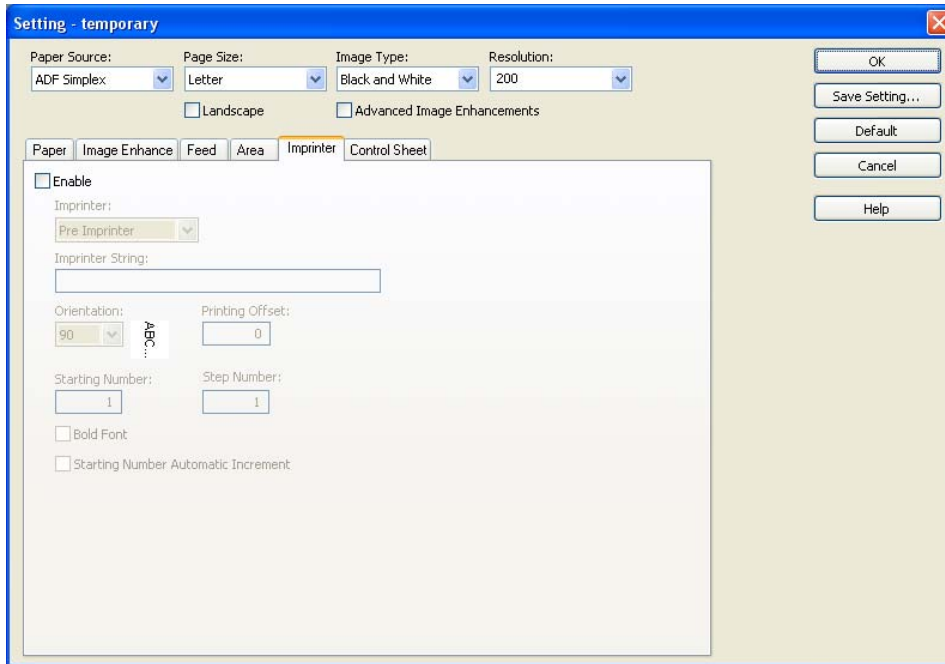 Setting - temporary
Paper Source: Page Size: Image Type: Resolution:
ADF Simplex Letter Black and White 200
Landscape Advanced Image Enhancements
OK
Save Setting...
Default
Cancel
Help
Paper Image Enhance Feed Area Imprinter Control Sheet
Enable
Imprinter:
Pre Imprinter
Imprinter String:
Orientation: Printing Offset:
90 ABC... 0
Starting Number: Step Number:
1 1
Bold Font
Starting Number Automatic Increment